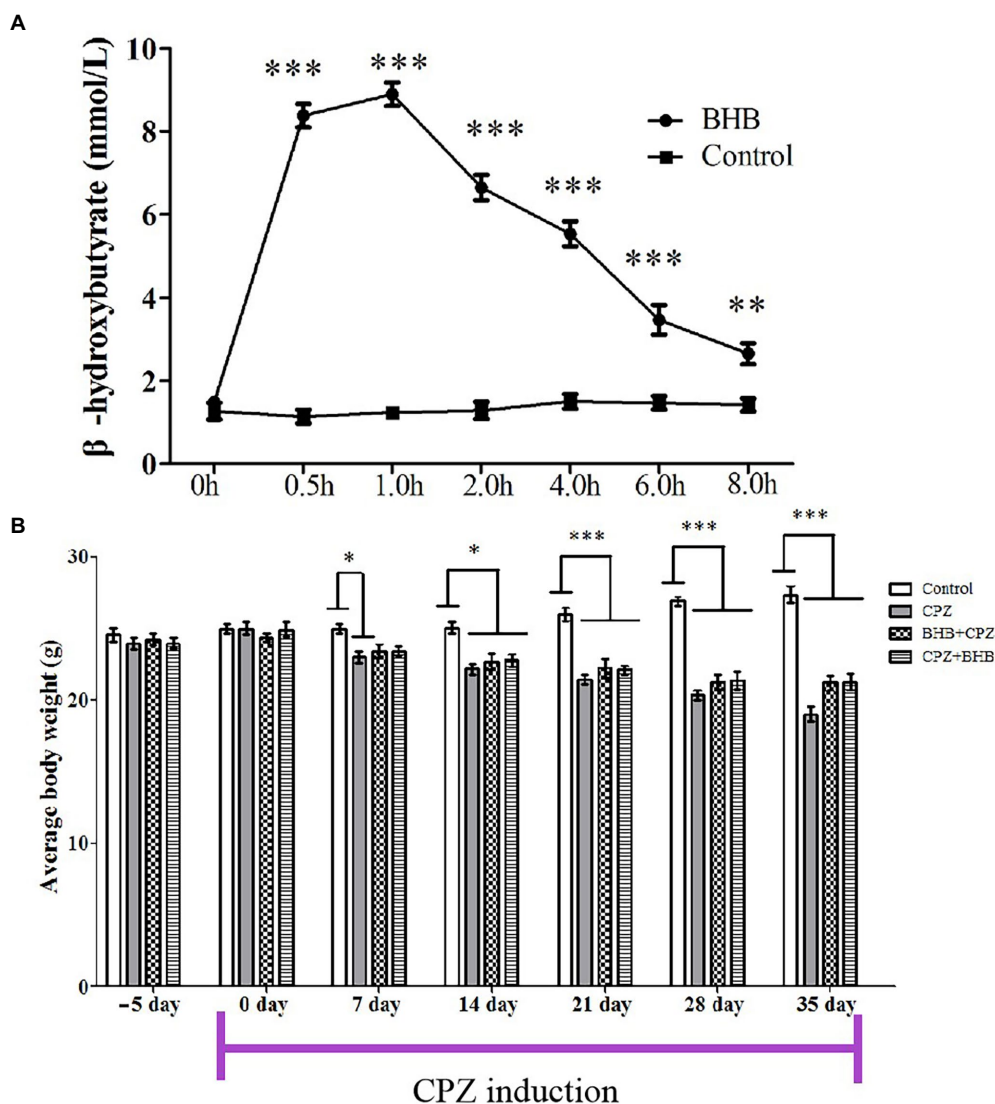 A
β -hydroxybutyrate (mmol/L)
10
8
6
4
2
0
***
***
***
***
***
**
BHB
Control
0h 0.5h 1.0h 2.0h 4.0h 6.0h 8.0h
B
Average body weight (g)
30
20
10
0
*
*
***
***
***
Control
CPZ
BHB+CPZ
CPZ+BHB
−5 day 0 day 7 day 14 day 21 day 28 day 35 day
CPZ induction